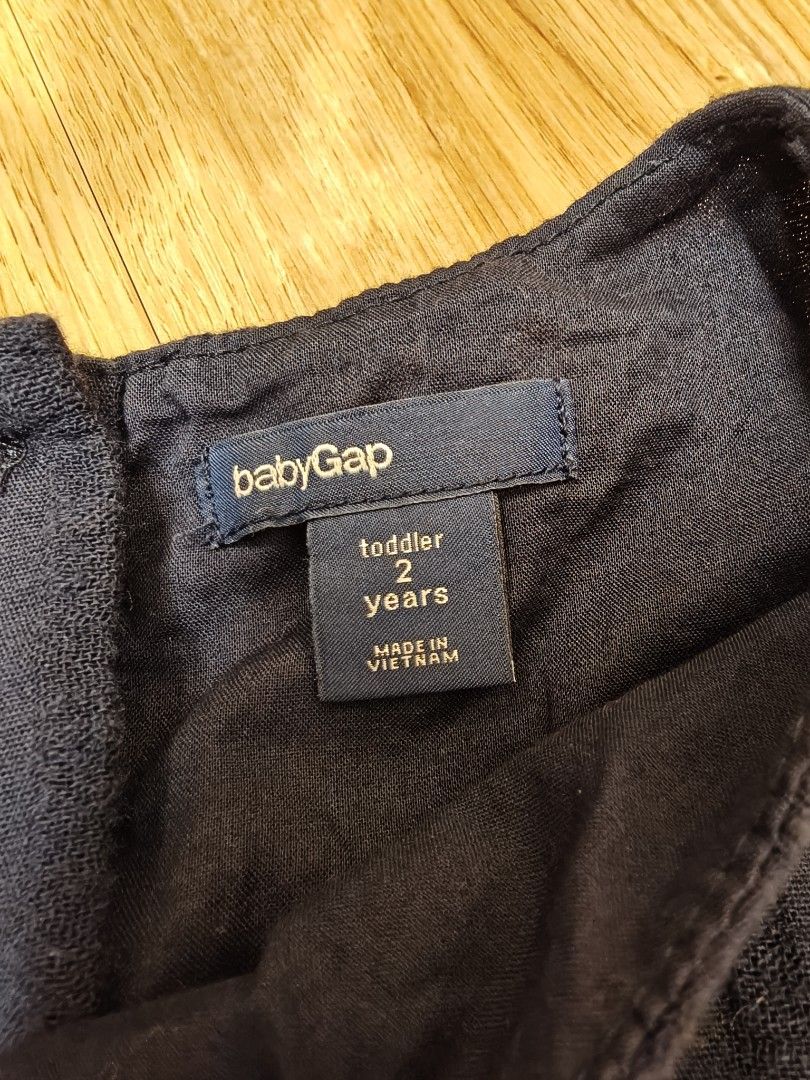 babyGap
toddler
2
years
MADE IN
VIETNAM